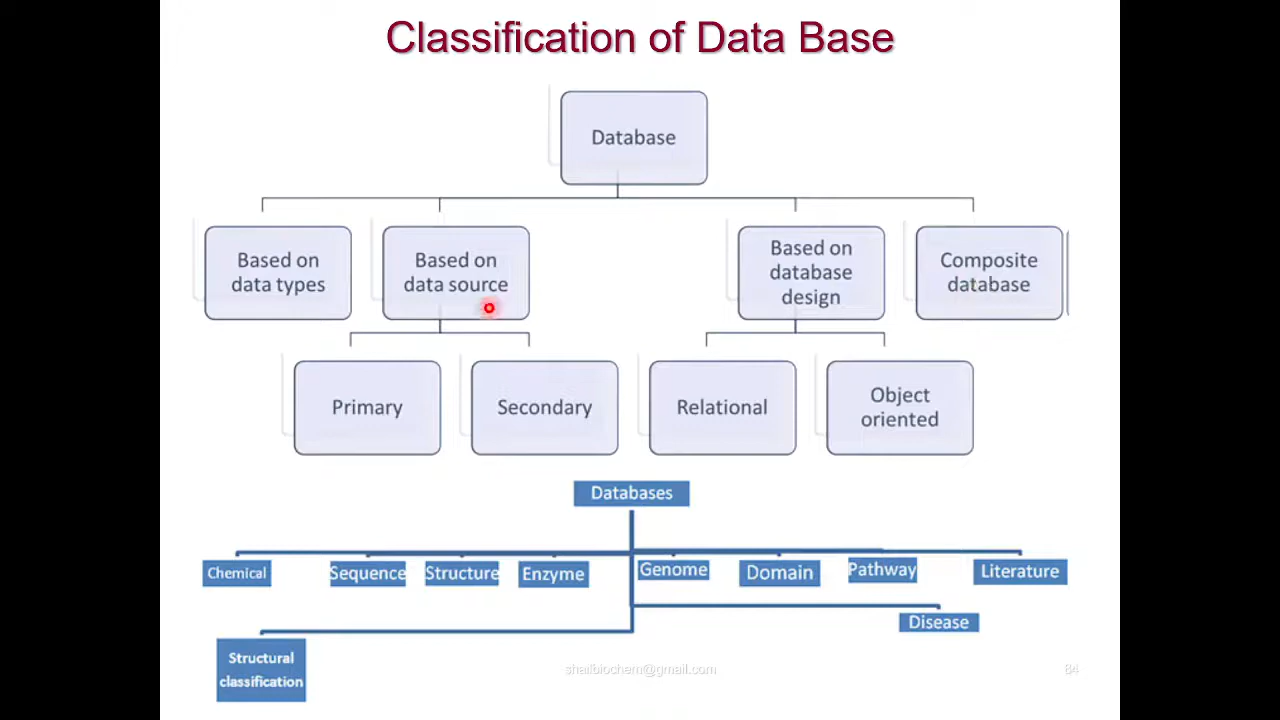 Classification of Data Base
Database
Based on
data types
Based on
data source
Based on
database
design
Composite
database
Primary
Secondary
Relational
Object
oriented
Databases
Chemical
Sequence
Structure
Enzyme
Genome
Domain
Pathway
Literature
Disease
Structural
classification
shailbiochem@gmail.com
84